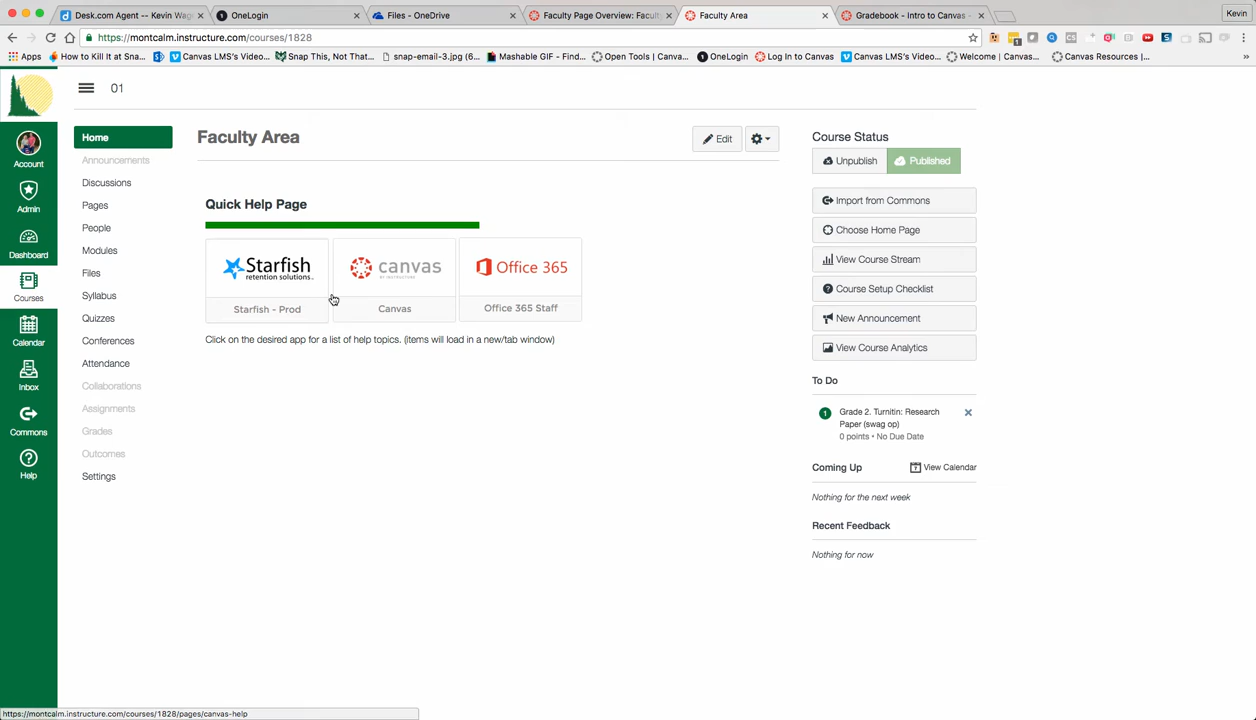 Desk.com Agent -- Kevin Wag
OneLogin
Files - OneDrive
Faculty Page Overview: Facul
Faculty Area
Gradebook - Intro to Canvas -
Kevin
https://montcalm.instructure.com/courses/1828
Apps
How to Kill It at Sna...
Canvas LMS's Video...
Snap This, Not That...
snap-email-3.jpg (6...
Mashable GIF - Find...
Open Tools | Canva...
OneLogin
Log In to Canvas
Canvas LMS's Video...
Welcome | Canvas...
Canvas Resources |...
01
Account
Admin
Dashboard
Courses
Calendar
Inbox
Commons
Help
Home
Announcements
Discussions
Pages
People
Modules
Files
Syllabus
Quizzes
Conferences
Attendance
Collaborations
Assignments
Grades
Outcomes
Settings
Faculty Area
Edit
Quick Help Page
Starfish
retention solutions
Starfish - Prod
canvas
BY INSTRUCTURE
Canvas
Office 365
Office 365 Staff
Click on the desired app for a list of help topics. (items will load in a new/tab window)
Course Status
Unpublish
Published
Import from Commons
Choose Home Page
View Course Stream
Course Setup Checklist
New Announcement
View Course Analytics
To Do
1
Grade 2. Turnitin: Research
Paper (swag op)
0 points • No Due Date
Coming Up
View Calendar
Nothing for the next week
Recent Feedback
Nothing for now
https://montcalm.instructure.com/courses/1828/pages/canvas-help